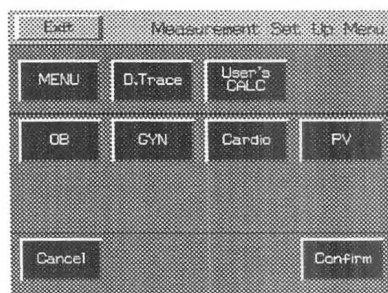 Exit Measurement Set Up Menu
MENU D.Trace User's CALC
OB GYN Cardio PV
Cancel Confirm